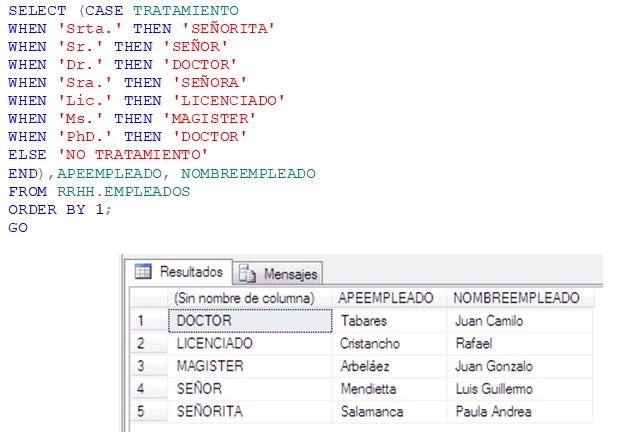 SELECT (CASE TRATAMIENTO
WHEN 'Srta.' THEN 'SEÑORITA'
WHEN 'Sr.' THEN 'SEÑOR'
WHEN 'Dr.' THEN 'DOCTOR'
WHEN 'Sra.' THEN 'SEÑORA'
WHEN 'Lic.' THEN 'LICENCIADO'
WHEN 'Ms.' THEN 'MAGISTER'
WHEN 'PhD.' THEN 'DOCTOR'
ELSE 'NO TRATAMIENTO'
END),APEEMPLEADO, NOMBREEMPLEADO
FROM RRHH.EMPLEADOS
ORDER BY 1;
GO
Resultados Mensajes
(Sin nombre de columna) APEEMPLEADO NOMBREEMPLEADO
1 DOCTOR Tabares Juan Camilo
2 LICENCIADO Cristancho Rafael
3 MAGISTER Arbeláez Juan Gonzalo
4 SEÑOR Mendietta Luis Guillermo
5 SEÑORITA Salamanca Paula Andrea